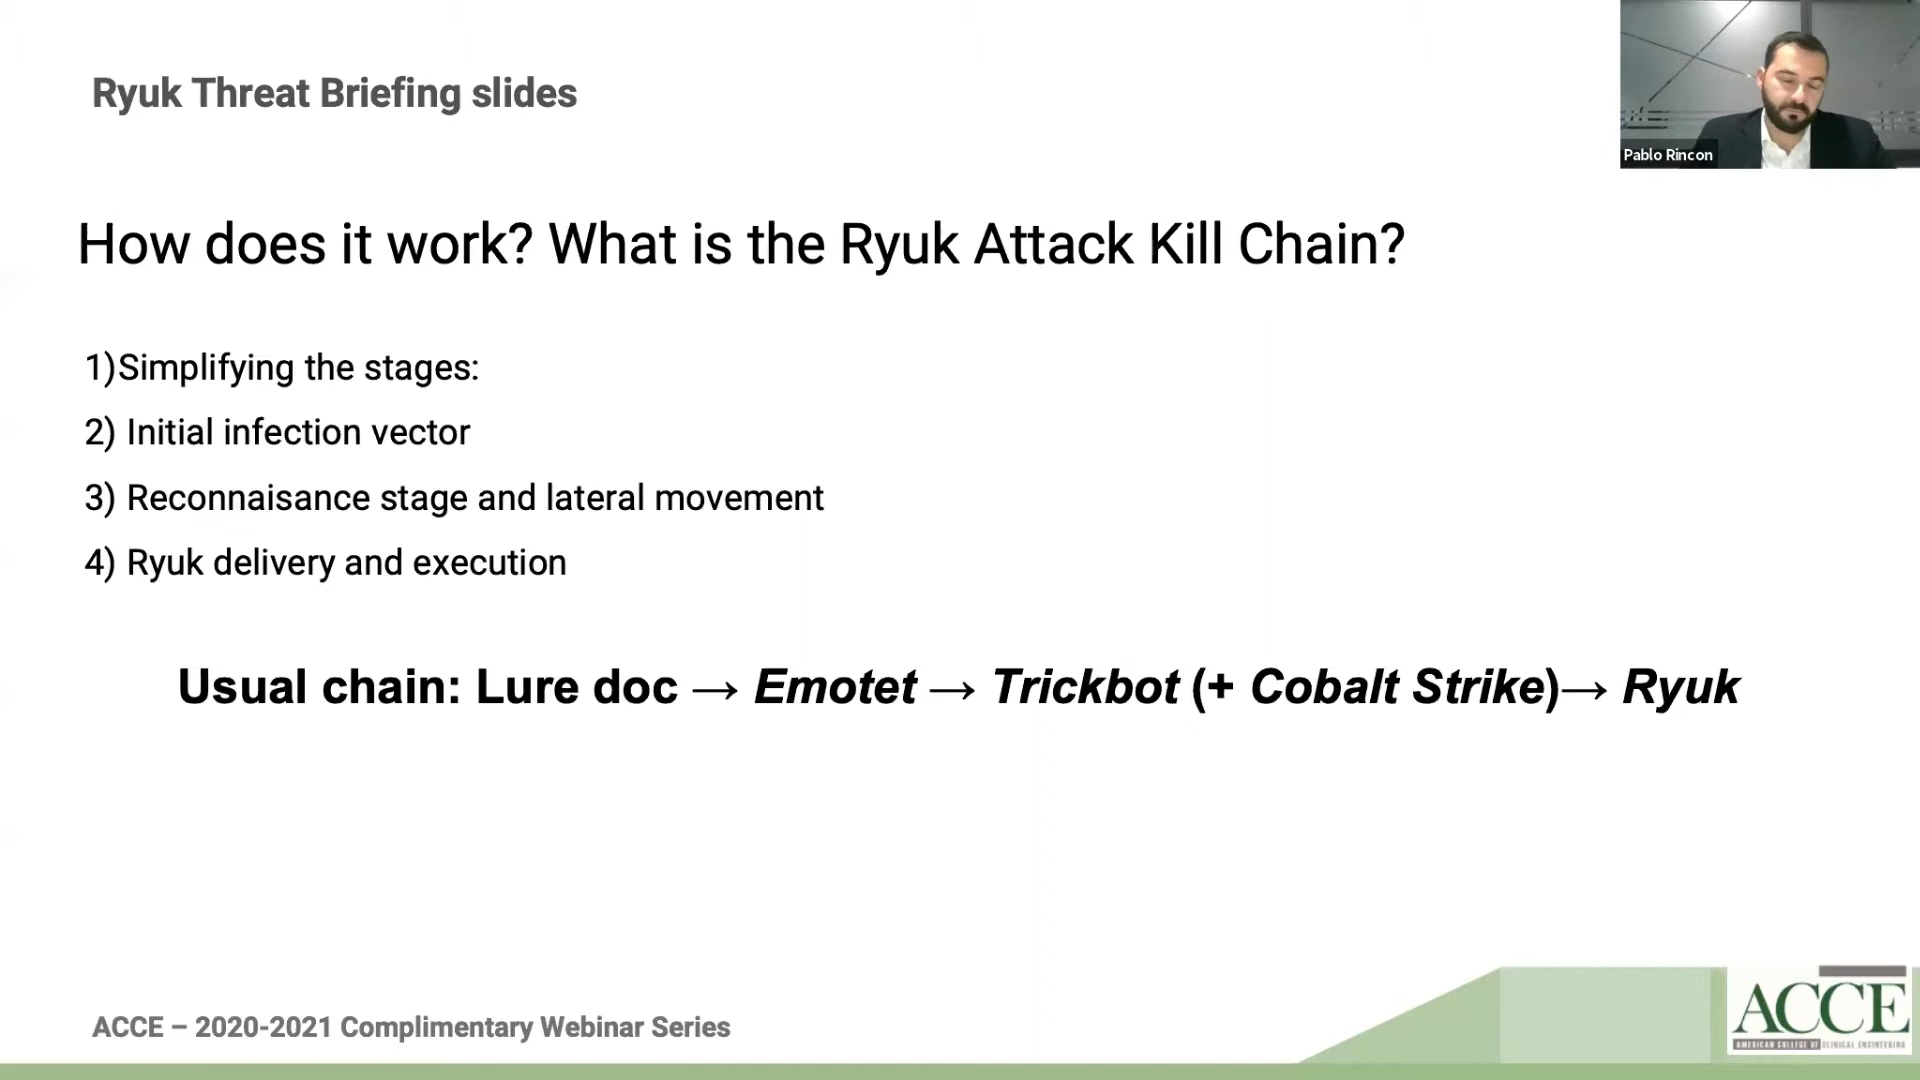 Ryuk Threat Briefing slides
Pablo Rincon
How does it work? What is the Ryuk Attack Kill Chain?
1)Simplifying the stages:
2) Initial infection vector
3) Reconnaisance stage and lateral movement
4) Ryuk delivery and execution
Usual chain: Lure doc → Emotet → Trickbot (+ Cobalt Strike)→ Ryuk
ACCE – 2020-2021 Complimentary Webinar Series
ACCE
AMERICAN COLLEGE OF CLINICAL ENGINEERING